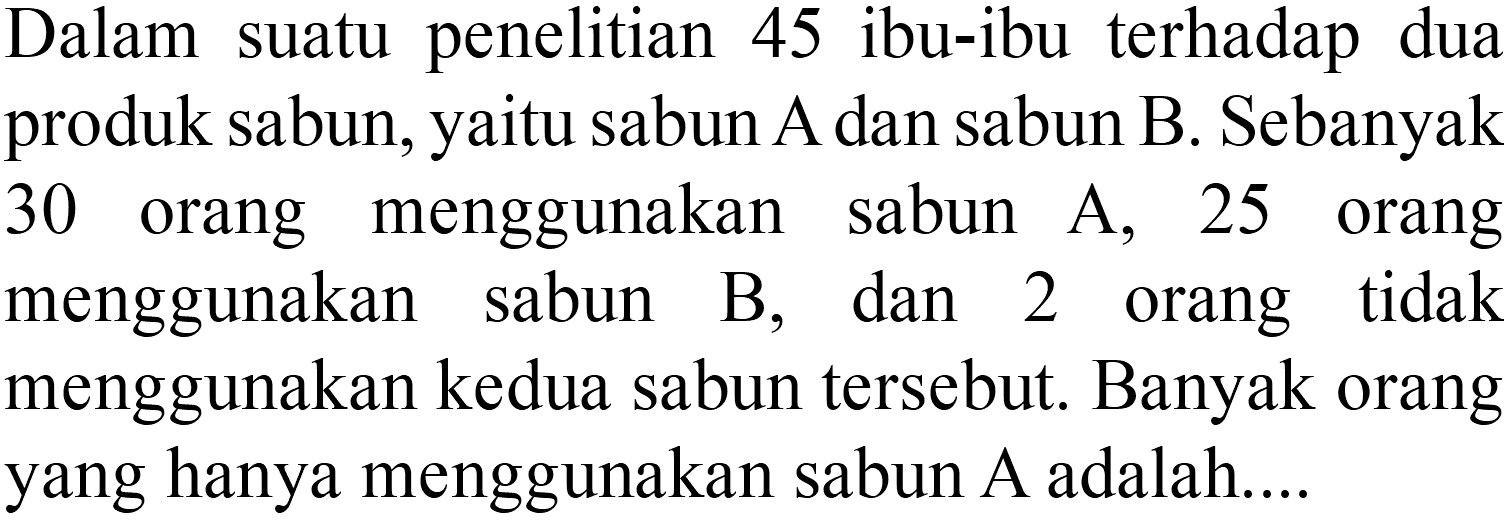 Dalam suatu penelitian 45 ibu-ibu terhadap dua
produk sabun, yaitu sabun A dan sabun B. Sebanyak
30 orang menggunakan sabun A, 25 orang
menggunakan sabun B, dan 2 orang tidak
menggunakan kedua sabun tersebut. Banyak orang
yang hanya menggunakan sabun A adalah....